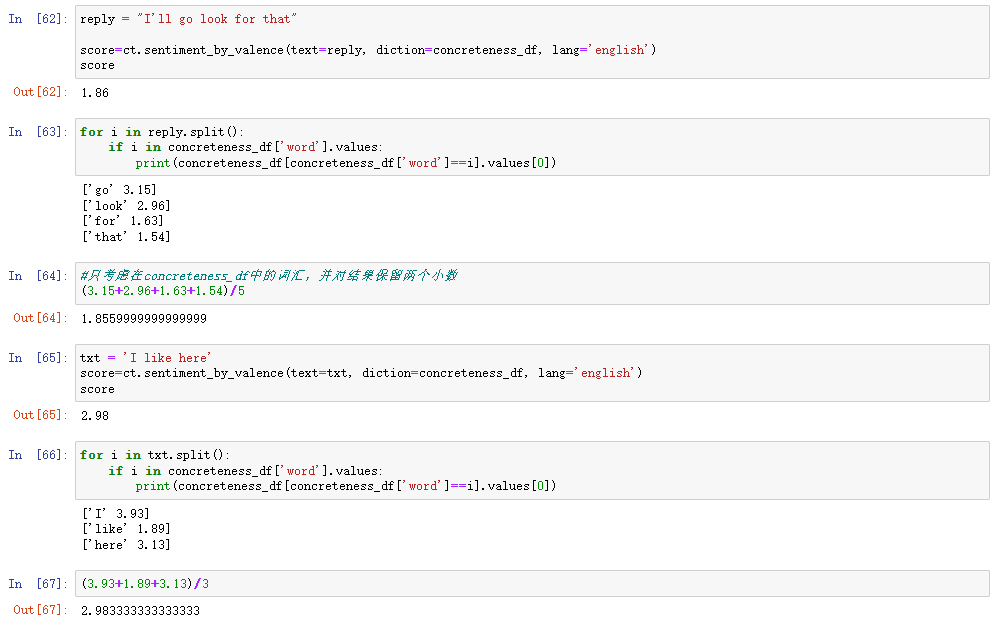 In [62]: reply = "I'll go look for that"
score=ct.sentiment_by_valence(text=reply, diction=concreteness_df, lang='english')
score
Out[62]: 1.86
In [63]: for i in reply.split():
if i in concreteness_df['word'].values:
print(concreteness_df[concreteness_df['word']==i].values[0])
['go' 3.15]
['look' 2.96]
['for' 1.63]
['that' 1.54]
In [64]: #只考虑在concreteness_df中的词汇，并对结果保留两个小数
(3.15+2.96+1.63+1.54)/5
Out[64]: 1.8559999999999999
In [65]: txt = 'I like here'
score=ct.sentiment_by_valence(text=txt, diction=concreteness_df, lang='english')
score
Out[65]: 2.98
In [66]: for i in txt.split():
if i in concreteness_df['word'].values:
print(concreteness_df[concreteness_df['word']==i].values[0])
['I' 3.93]
['like' 1.89]
['here' 3.13]
In [67]: (3.93+1.89+3.13)/3
Out[67]: 2.983333333333333